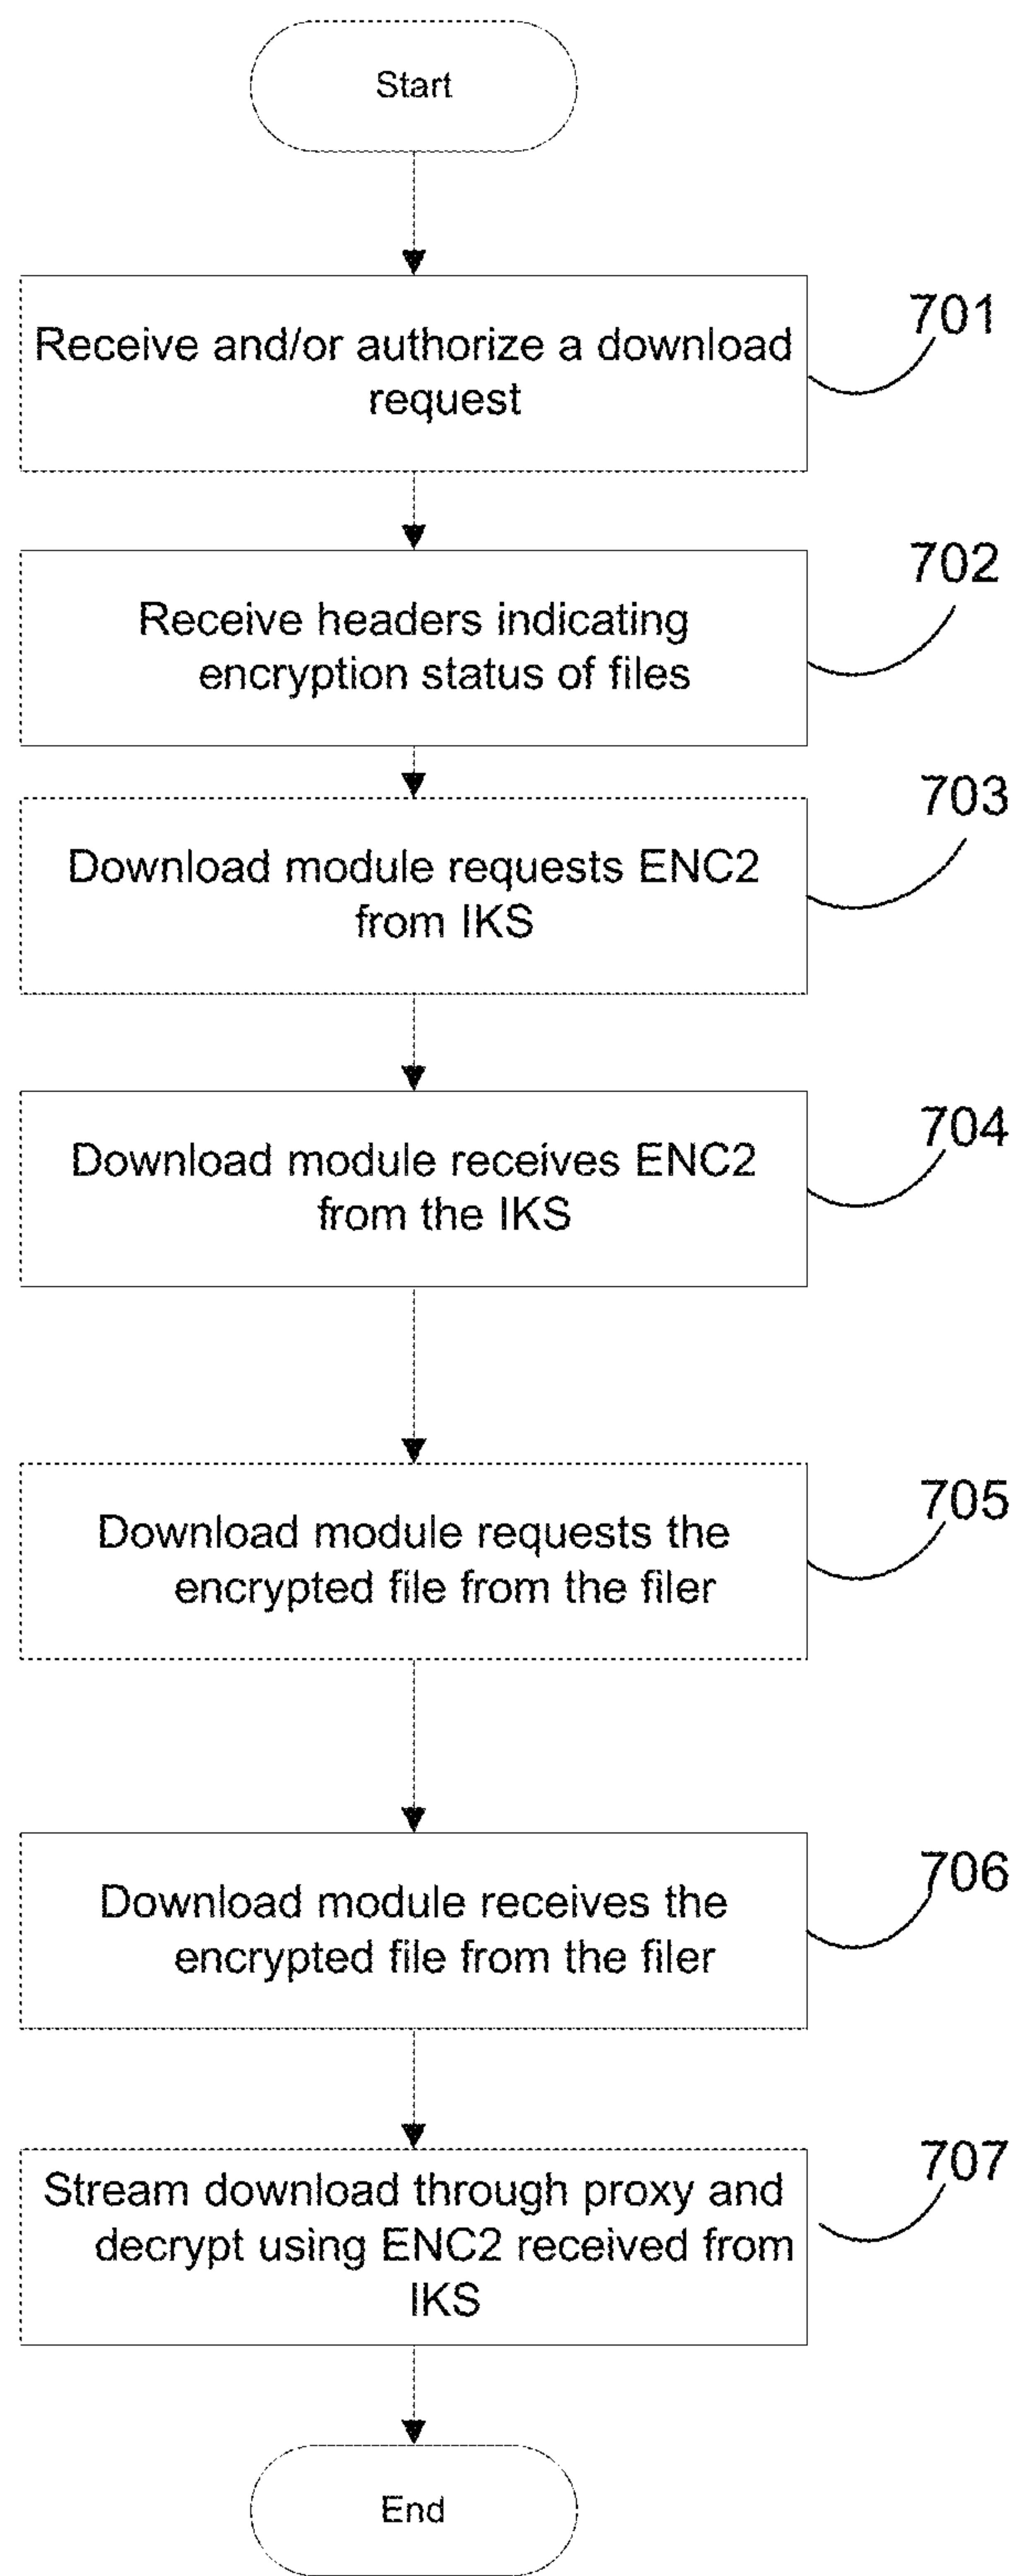 Start
Receive and/or authorize a download
request
701
Receive headers indicating
encryption status of files
702
Download module requests ENC2
from IKS
703
Download module receives ENC2
from the IKS
704
Download module requests the
encrypted file from the filer
705
Download module receives the
encrypted file from the filer
706
Stream download through proxy and
decrypt using ENC2 received from
IKS
707
End